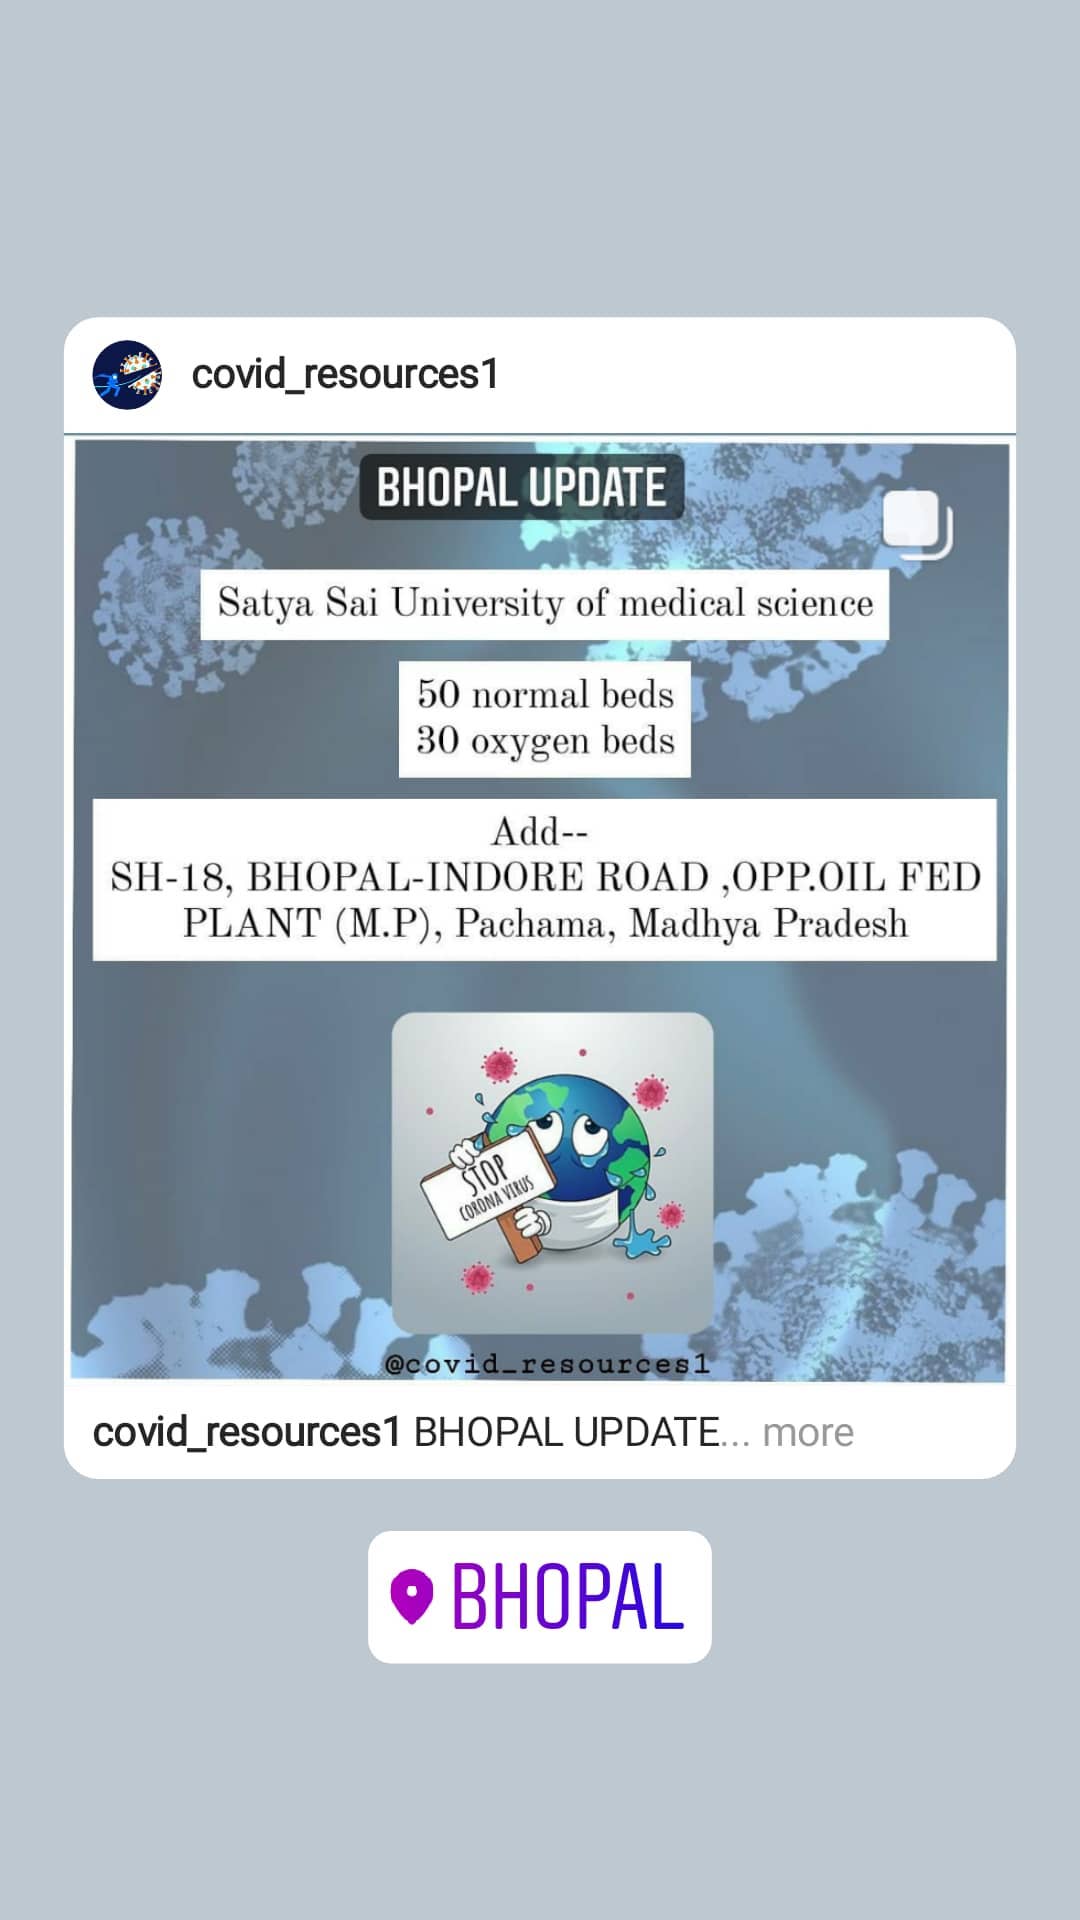 covid_resources1
BHOPAL UPDATE
Satya Sai University of medical science
50 normal beds
30 oxygen beds
Add--
SH-18, BHOPAL-INDORE ROAD ,OPP.OIL FED
PLANT (M.P), Pachama, Madhya Pradesh
STOP
CORONA VIRUS
@covid_resources1
covid_resources1 BHOPAL UPDATE... more
BHOPAL